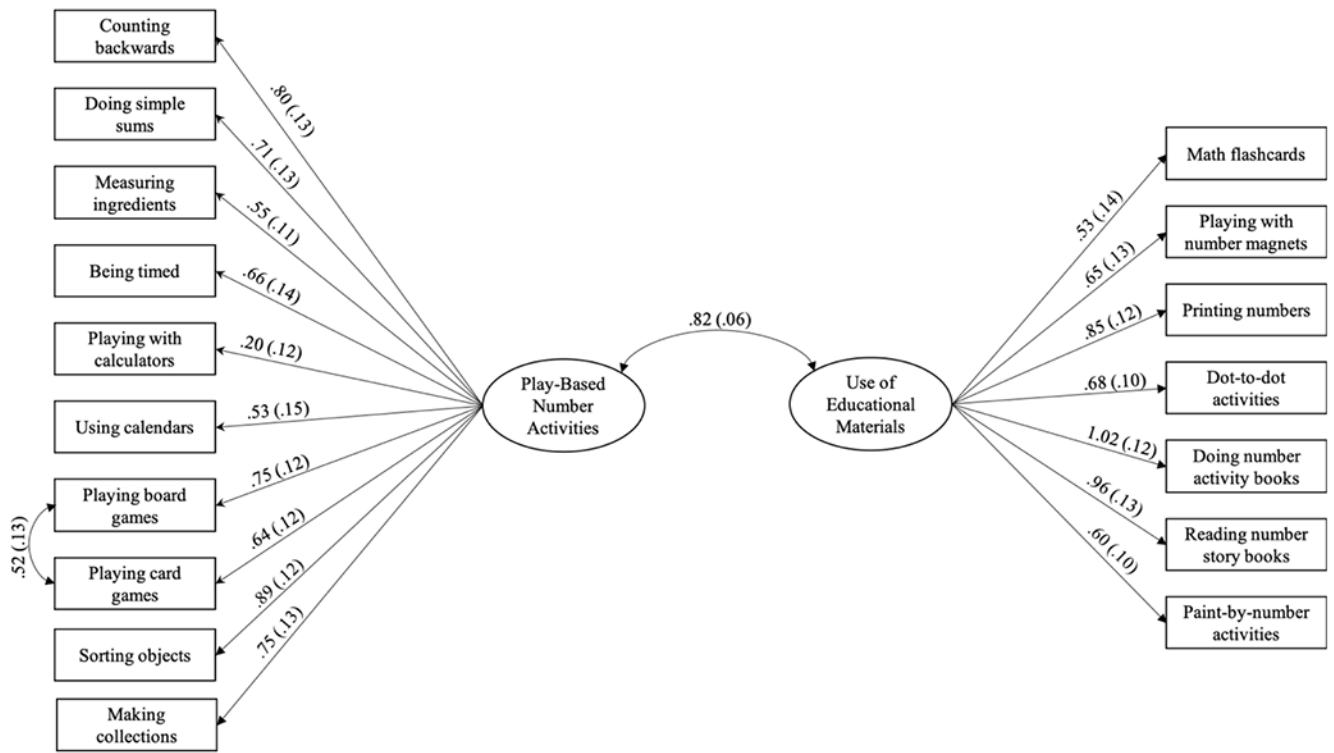 Counting
backwards
Doing simple
sums
Measuring
ingredients
Being timed
Playing with
calculators
Using calendars
Playing board
games
Playing card
games
Sorting objects
Making
collections
.52 (.13)
.80 (.13)
.71 (.13)
.55 (.11)
.66 (.14)
.20 (.12)
.53 (.15)
.75 (.12)
.64 (.12)
.89 (.12)
.75 (.13)
Play-Based
Number
Activities
.82 (.06)
Use of
Educational
Materials
.53 (.14)
.65 (.13)
.85 (.12)
.68 (.10)
1.02 (.12)
.96 (.13)
.60 (.10)
Math flashcards
Playing with
number magnets
Printing numbers
Dot-to-dot
activities
Doing number
activity books
Reading number
story books
Paint-by-number
activities